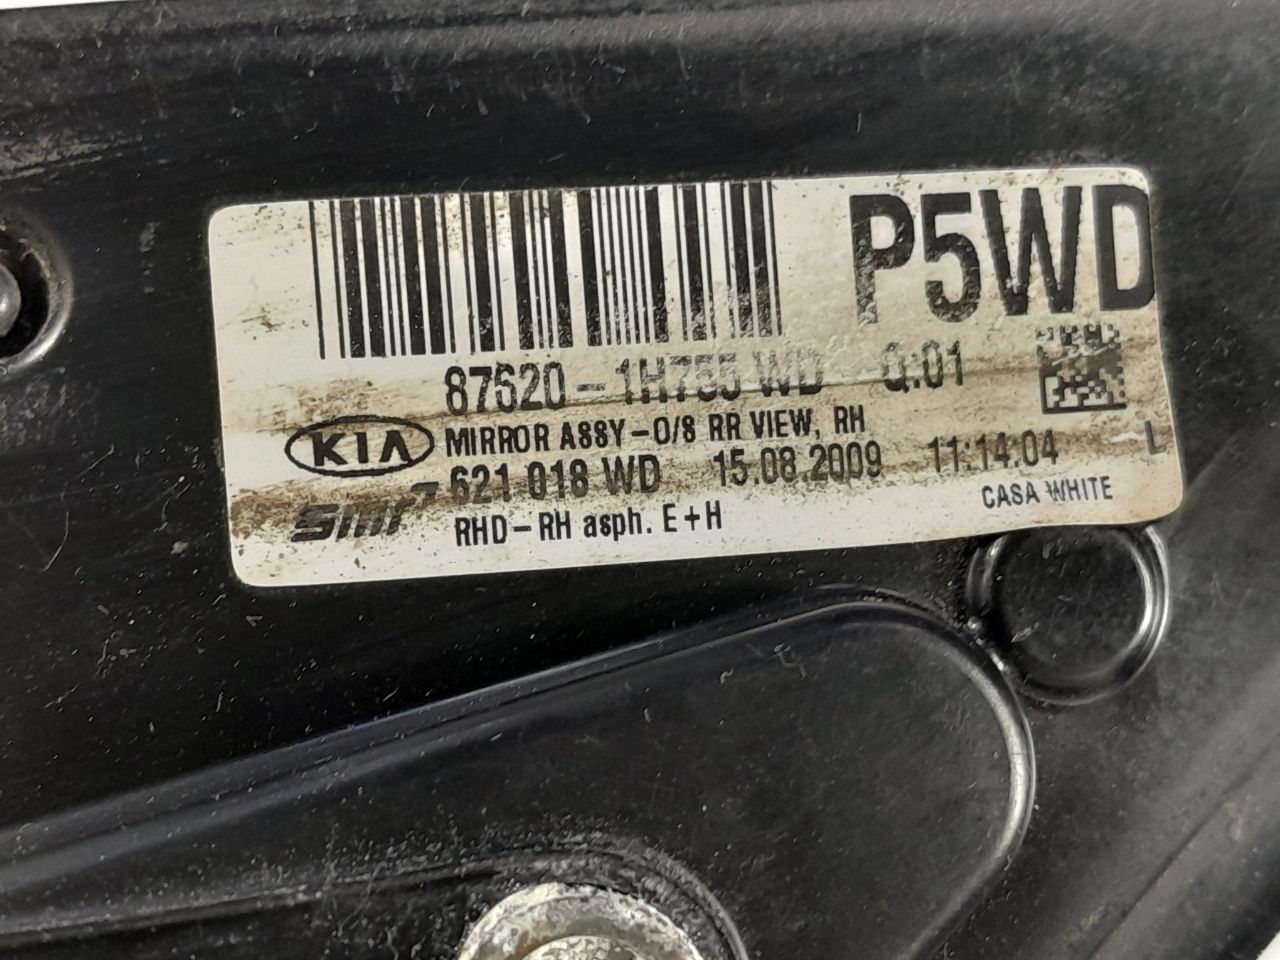 P5WD
87620-1H755 WD Q:01
KIA
MIRROR ASSY-O/S RR VIEW, RH
621 018 WD 15.08.2009 11:14:04
L
smr
RHD-RH asph. E+H
CASA WHITE